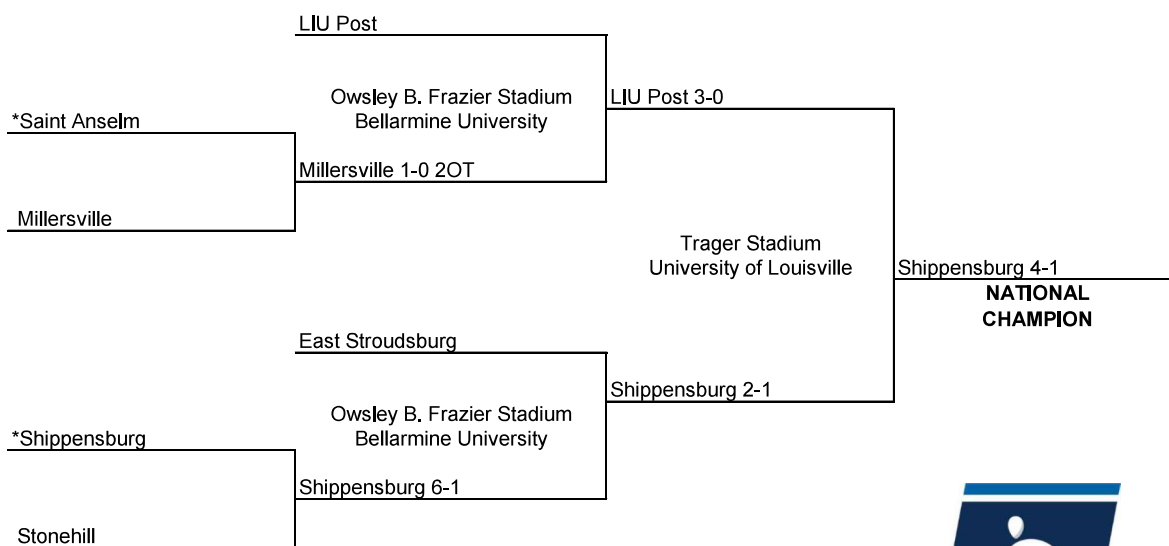 LIU Post
Owsley B. Frazier Stadium
Bellarmine University
LIU Post 3-0
*Saint Anselm
Millersville 1-0 2OT
Millersville
Trager Stadium
University of Louisville
Shippensburg 4-1
NATIONAL
CHAMPION
East Stroudsburg
Shippensburg 2-1
Owsley B. Frazier Stadium
Bellarmine University
*Shippensburg
Shippensburg 6-1
Stonehill